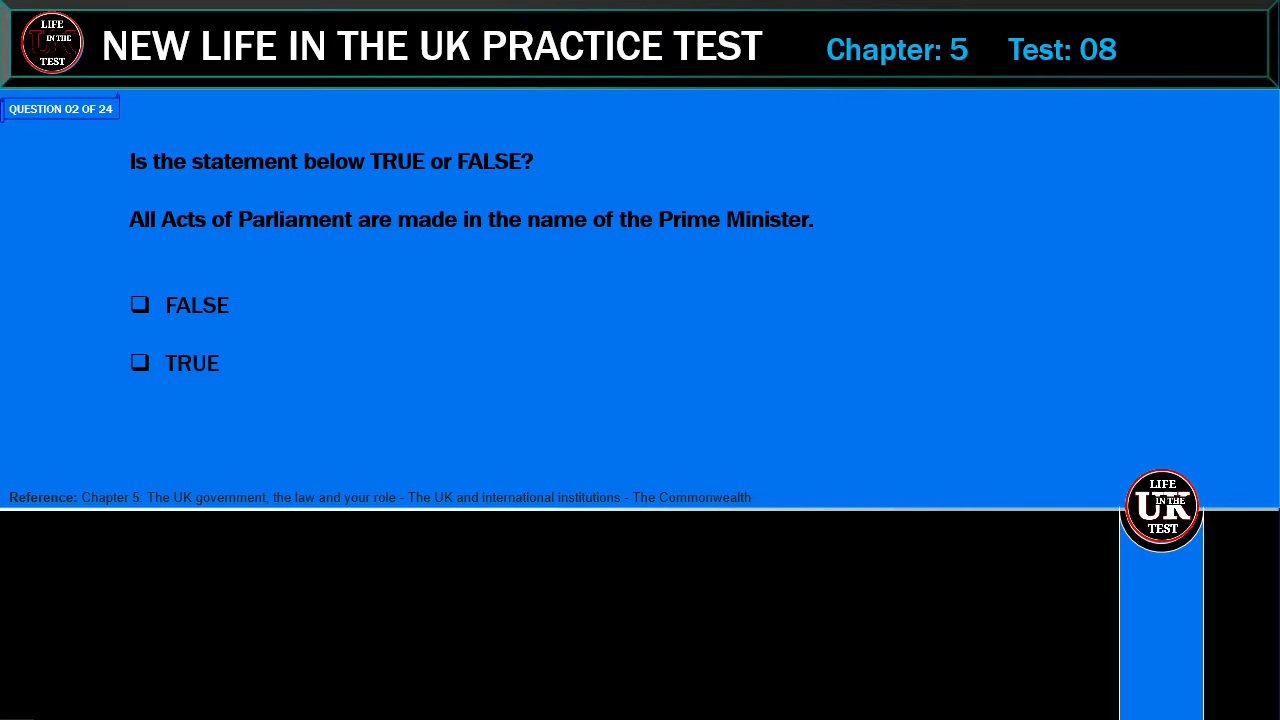 LIFE
UK IN THE
TEST
NEW LIFE IN THE UK PRACTICE TEST Chapter: 5 Test: 08
QUESTION 02 OF 24
Is the statement below TRUE or FALSE?
All Acts of Parliament are made in the name of the Prime Minister.
❑ FALSE
❑ TRUE
Reference: Chapter 5: The UK government, the law and your role - The UK and international institutions - The Commonwealth
LIFE
UK IN THE
TEST